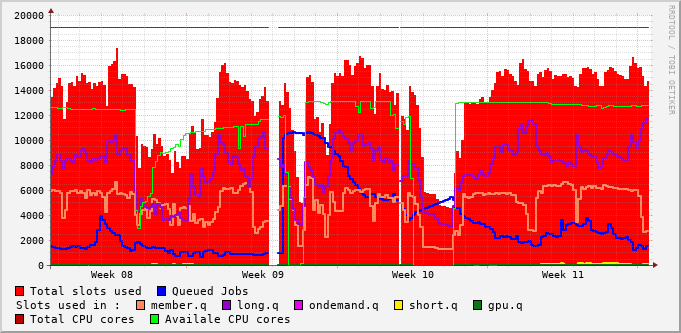 20000
18000
16000
14000
12000
10000
8000
6000
4000
2000
0
Week 08 Week 09 Week 10 Week 11
RRDTOOL / TOBI OETIKER
Total slots used Queued Jobs
Slots used in : member.q long.q ondemand.q short.q gpu.q
Total CPU cores Availale CPU cores